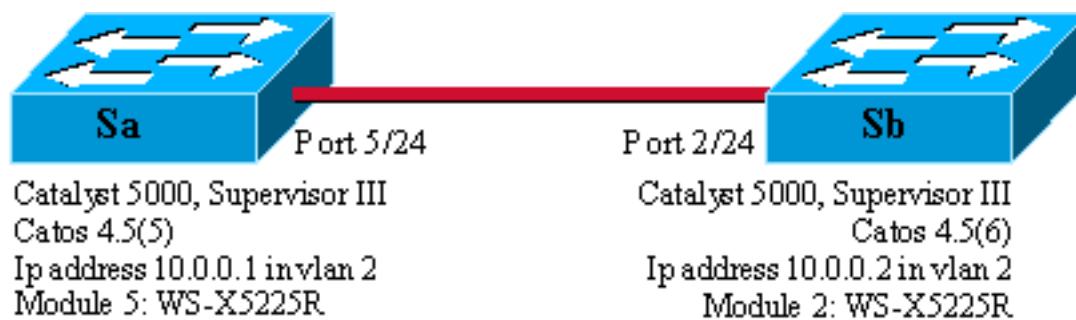 Sa
Sb
Port 5/24
Port 2/24
Catalyst 5000, Supervisor III
Catos 4.5(5)
Ip address 10.0.0.1 in vlan 2
Module 5: WS-X5225R
Catalyst 5000, Supervisor III
Catos 4.5(6)
Ip address 10.0.0.2 in vlan 2
Module 2: WS-X5225R